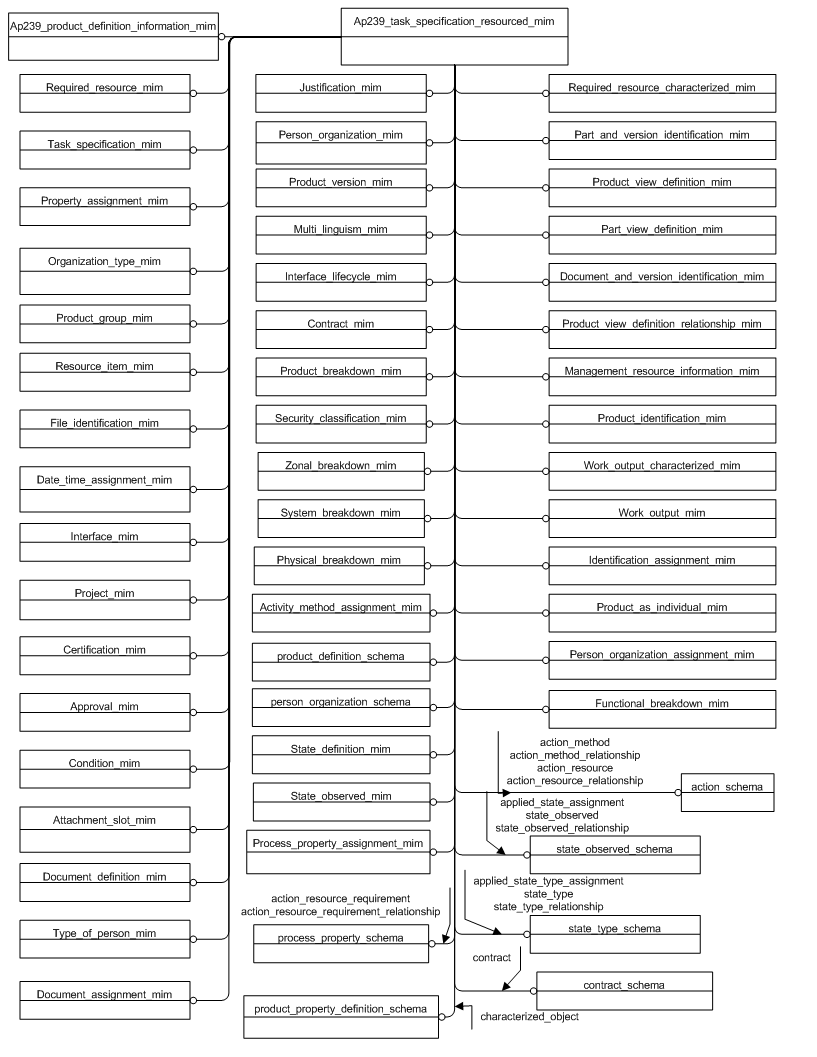 Ap239_product_definition_information_mim
Ap239_task_specification_resourced_mim
Required_resource_mim
Task_specification_mim
Property_assignment_mim
Organization_type_mim
Product_group_mim
Resource_item_mim
File_identification_mim
Date_time_assignment_mim
Interface_mim
Project_mim
Certification_mim
Approval_mim
Condition_mim
Attachment_slot_mim
Document_definition_mim
Type_of_person_mim
Document_assignment_mim
Justification_mim
Person_organization_mim
Product_version_mim
Multi_linguism_mim
Interface_lifecycle_mim
Contract_mim
Product_breakdown_mim
Security_classification_mim
Zonal_breakdown_mim
System_breakdown_mim
Physical_breakdown_mim
Activity_method_assignment_mim
product_definition_schema
person_organization_schema
State_definition_mim
State_observed_mim
Process_property_assignment_mim
action_resource_requirement
action_resource_requirement_relationship
process_property_schema
product_property_definition_schema
Required_resource_characterized_mim
Part_and_version_identification_mim
Product_view_definition_mim
Part_view_definition_mim
Document_and_version_identification_mim
Product_view_definition_relationship_mim
Management_resource_information_mim
Product_identification_mim
Work_output_characterized_mim
Work_output_mim
Identification_assignment_mim
Product_as_individual_mim
Person_organization_assignment_mim
Functional_breakdown_mim
action_method
action_method_relationship
action_resource
action_resource_relationship
action_schema
applied_state_assignment
state_observed
state_observed_relationship
state_observed_schema
applied_state_type_assignment
state_type
state_type_relationship
state_type_schema
contract
contract_schema
characterized_object